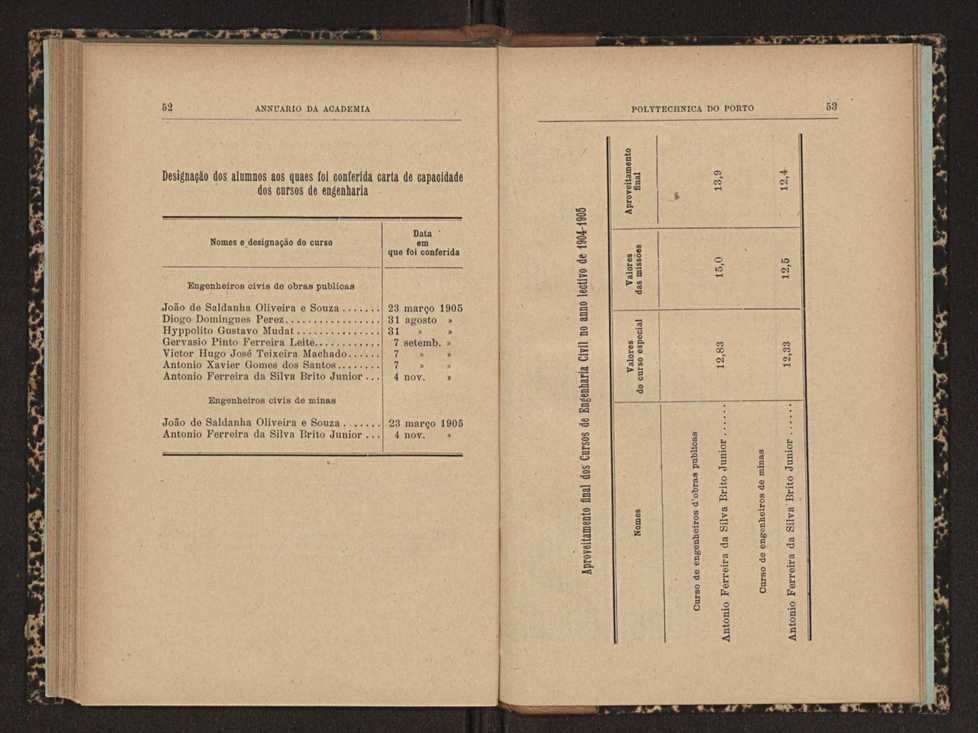 52 ANNUARIO DA ACADEMIA
Designação dos alumnos aos quaes foi conferida carta de capacidade
dos cursos de engenharia
Nomes e designação do curso
Data
em
que foi conferida
Engenheiros civis de obras publicas
João de Saldanha Oliveira e Souza ....... 23 março 1905
Diogo Domingues Perez................. 31 agosto »
Hyppolito Gustavo Mudat............... 31 » »
Gervasio Pinto Ferreira Leite............ 7 setemb. »
Victor Hugo José Teixeira Machado...... 7 » »
Antonio Xavier Gomes dos Santos........ 7 » »
Antonio Ferreira da Silva Brito Junior ... 4 nov. »
Engenheiros civis de minas
João de Saldanha Oliveira e Souza ....... 23 março 1905
Antonio Ferreira da Silva Brito Junior ... 4 nov. »
POLYTECHNICA DO PORTO 53
Aproveitamento final dos Cursos de Engenharia Civil no anno lectivo de 1904-1905
Nomes
Valores
do curso especial
Valores
das missões
Aproveitamento
final
Curso de engenheiros d'obras publicas
Antonio Ferreira da Silva Brito Junior ...... 12,83 15,0 13,9
Curso de engenheiros de minas
Antonio Ferreira da Silva Brito Junior ...... 12,33 12,5 12,4